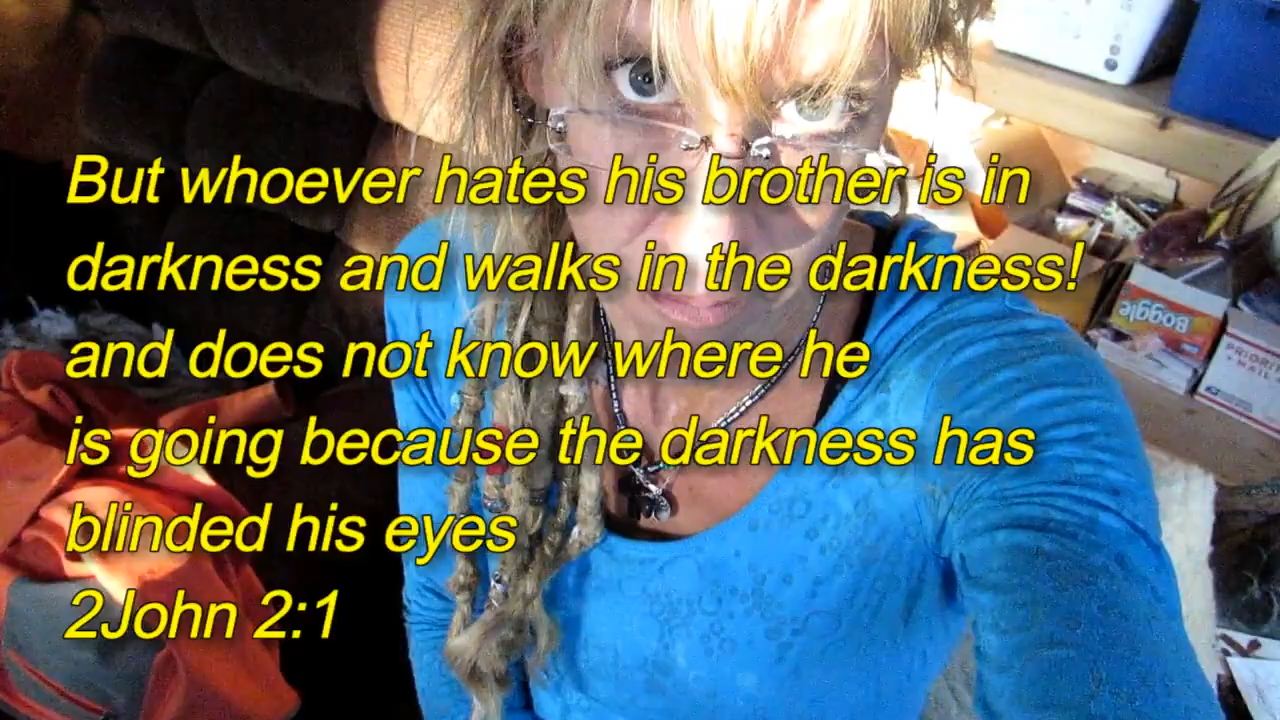 But whoever hates his brother is in
darkness and walks in the darkness!
and does not know where he
is going because the darkness has
blinded his eyes
2John 2:1
Boggle
PRIORITY
MAIL